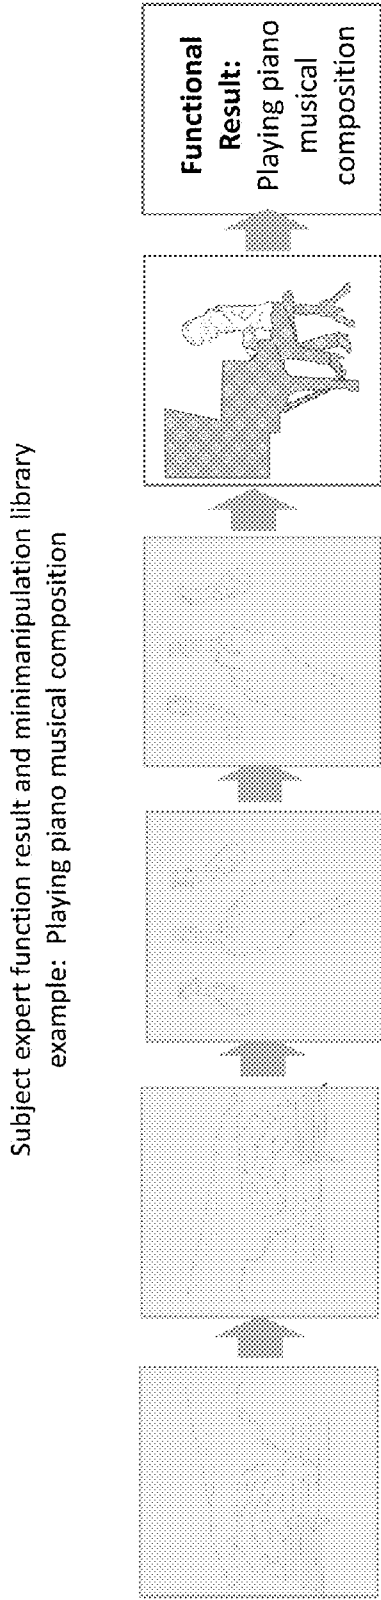 Subject expert function result and minimanipulation library
example: Playing piano musical composition
Functional
Result:
Playing piano
musical
composition